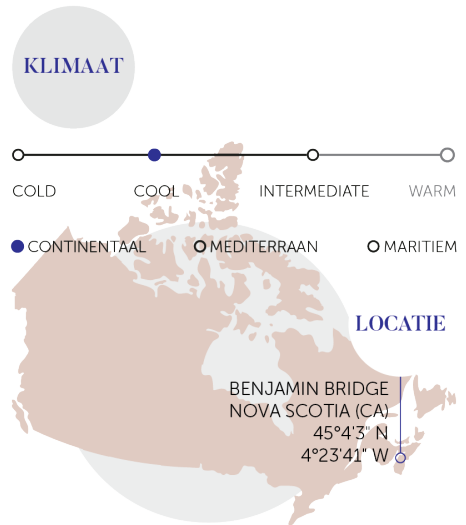 KLIMAAT
COLD COOL INTERMEDIATE WARM
CONTINENTAAL MEDITERRAAN MARITIEM
LOCATIE
BENJAMIN BRIDGE
NOVA SCOTIA (CA)
45°4'3" N
4°23'41" W